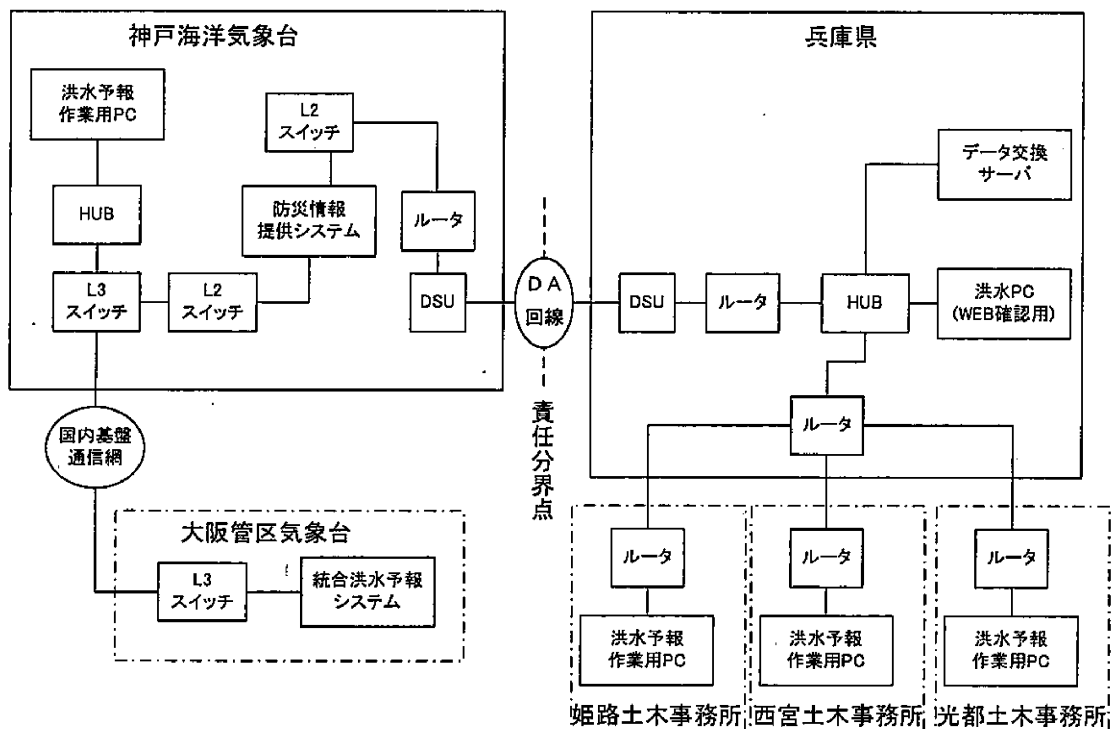 神戸海洋気象台
洪水予報
作業用PC
L2
スイッチ
HUB
防災情報
提供システム
ルータ
L3
スイッチ
L2
スイッチ
DSU
国内基盤
通信網
大阪管区気象台
L3
スイッチ
統合洪水予報
システム
DA
回線
責任分界点
兵庫県
データ交換
サーバ
DSU
ルータ
HUB
洪水PC
(WEB確認用)
ルータ
ルータ
洪水予報
作業用PC
姫路土木事務所
ルータ
洪水予報
作業用PC
西宮土木事務所
ルータ
洪水予報
作業用PC
光都土木事務所